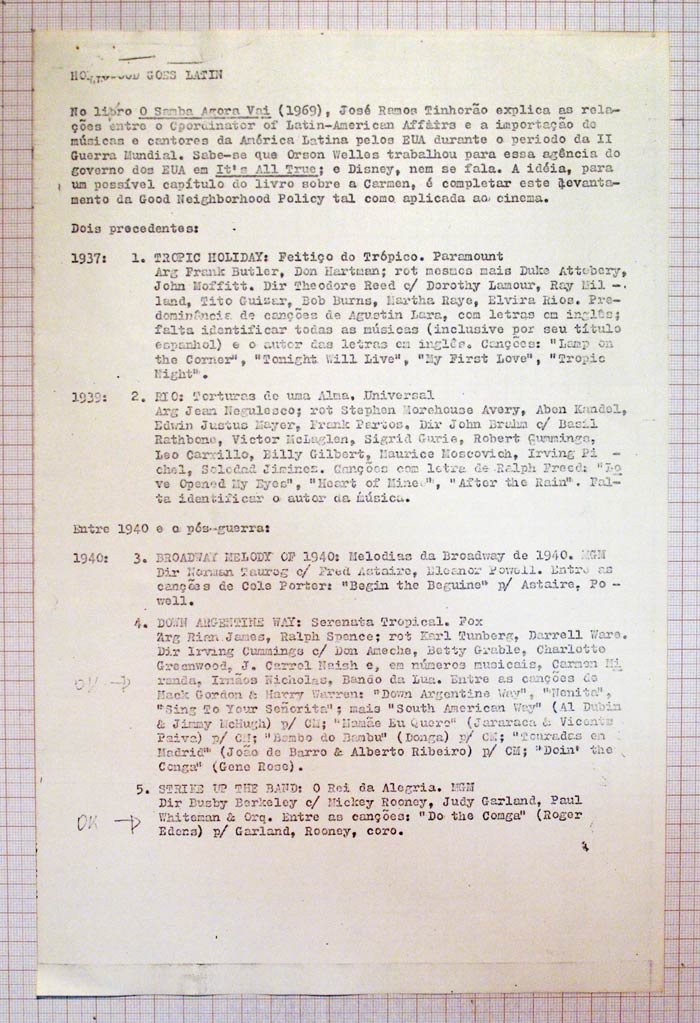 HOLLYWOOD GOES LATIN
No libro O Samba Agora Vai (1969), José Ramos Tinhorão explica as rela-
ções entre o Coordinator of Latin-American Affairs e a importação de
músicas e cantores da América Latina pelos EUA durante o período da II
Guerra Mundial. Sabe-se que Orson Welles trabalhou para essa agência do
governo dos EUA em It's All True; e Disney, nem se fala. A idéia, para
um possível capítulo do livro sobre a Carmen, é completar este levanta-
mento da Good Neighborhood Policy tal como aplicada ao cinema.
Dois precedentes:
1937: 1. TROPIC HOLIDAY: Feitiço do Trópico. Paramount
Arg Frank Butler, Don Hartman; rot mesmos mais Duke Attebery,
John Moffitt. Dir Theodore Reed c/ Dorothy Lamour, Ray Mil -
land, Tito Guizar, Bob Burns, Martha Raye, Elvira Rios. Pre-
dominância de canções de Agustin Lara, com letras em inglês;
falta identificar todas as músicas (inclusive por seu título
espanhol) e o autor das letras em inglês. Canções: "Lamp on
the Corner", "Tonight Will Live", "My First Love", "Tropic
Night".
1939: 2. RIO: Torturas de uma Alma. Universal
Arg Jean Negulesco; rot Stephen Morehouse Avery, Aben Kandel,
Edwin Justus Mayer, Frank Partos. Dir John Brahm c/ Basil
Rathbone, Victor McLaglen, Sigrid Gurie, Robert Cummings,
Leo Carrillo, Billy Gilbert, Maurice Moscovich, Irving Pi -
chel, Soledad Jiminez. Canções com letra de Ralph Freed: "Lo
ve Opened My Eyes", "Heart of Mine", "After the Rain". Fal-
ta identificar o autor da música.
Entre 1940 e o pós-guerra:
1940: 3. BROADWAY MELODY OF 1940: Melodias da Broadway de 1940. MGM
Dir Norman Taurog c/ Fred Astaire, Eleanor Powell. Entre as
canções de Cole Porter: "Begin the Beguine" p/ Astaire, Po -
well.
4. DOWN ARGENTINE WAY: Serenata Tropical. Fox
Arg Rian James, Ralph Spence; rot Karl Tunberg, Darrell Ware.
Dir Irving Cummings c/ Don Ameche, Betty Grable, Charlotte
Greenwood, J. Carrol Naish e, em números musicais, Carmen Mi
OK → randa, Irmãos Nicholas, Bando da Lua. Entre as canções de
Mack Gordon & Harry Warren: "Down Argentine Way", "Nenita",
"Sing To Your Señorita"; mais "South American Way" (Al Dubin
& Jimmy McHugh) p/ CM; "Mamãe Eu Quero" (Jararaca & Vicente
Paiva) p/ CM; "Bambo do Bambu" (Donga) p/ CM; "Touradas em
Madrid" (João de Barro & Alberto Ribeiro) p/ CM; "Doin' the
Conga" (Gene Rose).
5. STRIKE UP THE BAND: O Rei da Alegria. MGM
Dir Busby Berkeley c/ Mickey Rooney, Judy Garland, Paul
OK → Whiteman & Orq. Entre as canções: "Do the Comga" (Roger
Edens) p/ Garland, Rooney, coro.